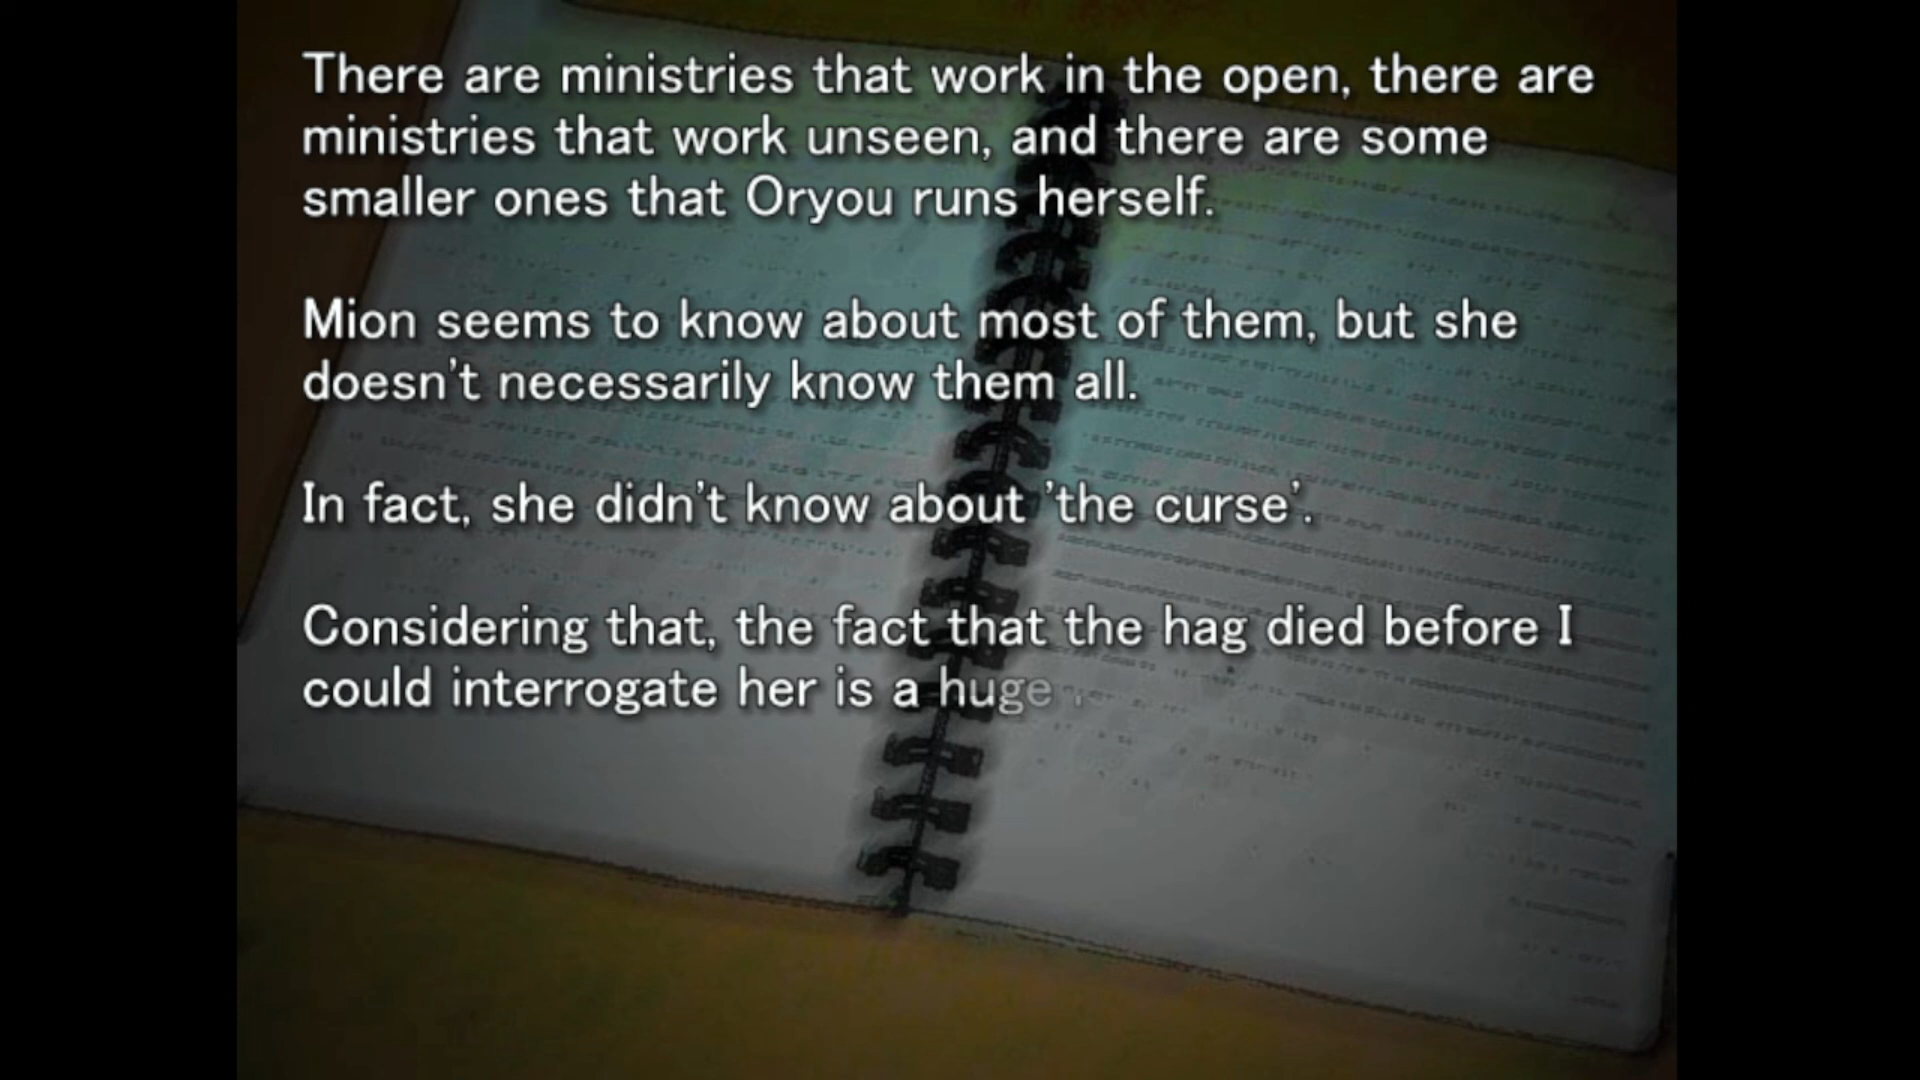 There are ministries that work in the open, there are
ministries that work unseen, and there are some
smaller ones that Oryou runs herself.
Mion seems to know about most of them, but she
doesn't necessarily know them all.
In fact, she didn't know about 'the curse'.
Considering that, the fact that the hag died before I
could interrogate her is a huge